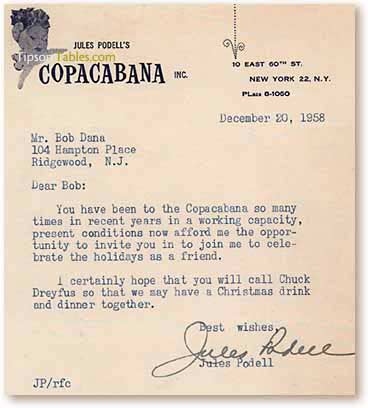 JULES PODELL'S
TipsonTables.com
COPACABANA INC.
10 EAST 60TH ST.
NEW YORK 22, N.Y.
PLaza 8-1060
December 20, 1958
Mr. Bob Dana
104 Hampton Place
Ridgewood, N.J.
Dear Bob:
You have been to the Copacabana so many
times in recent years in a working capacity,
present conditions now afford me the oppor-
tunity to invite you in to join me to cele-
brate the holidays as a friend.
I certainly hope that you will call Chuck
Dreyfus so that we may have a Christmas drink
and dinner together.
Best wishes,
Jules Podell
Jules Podell
JP/rfc